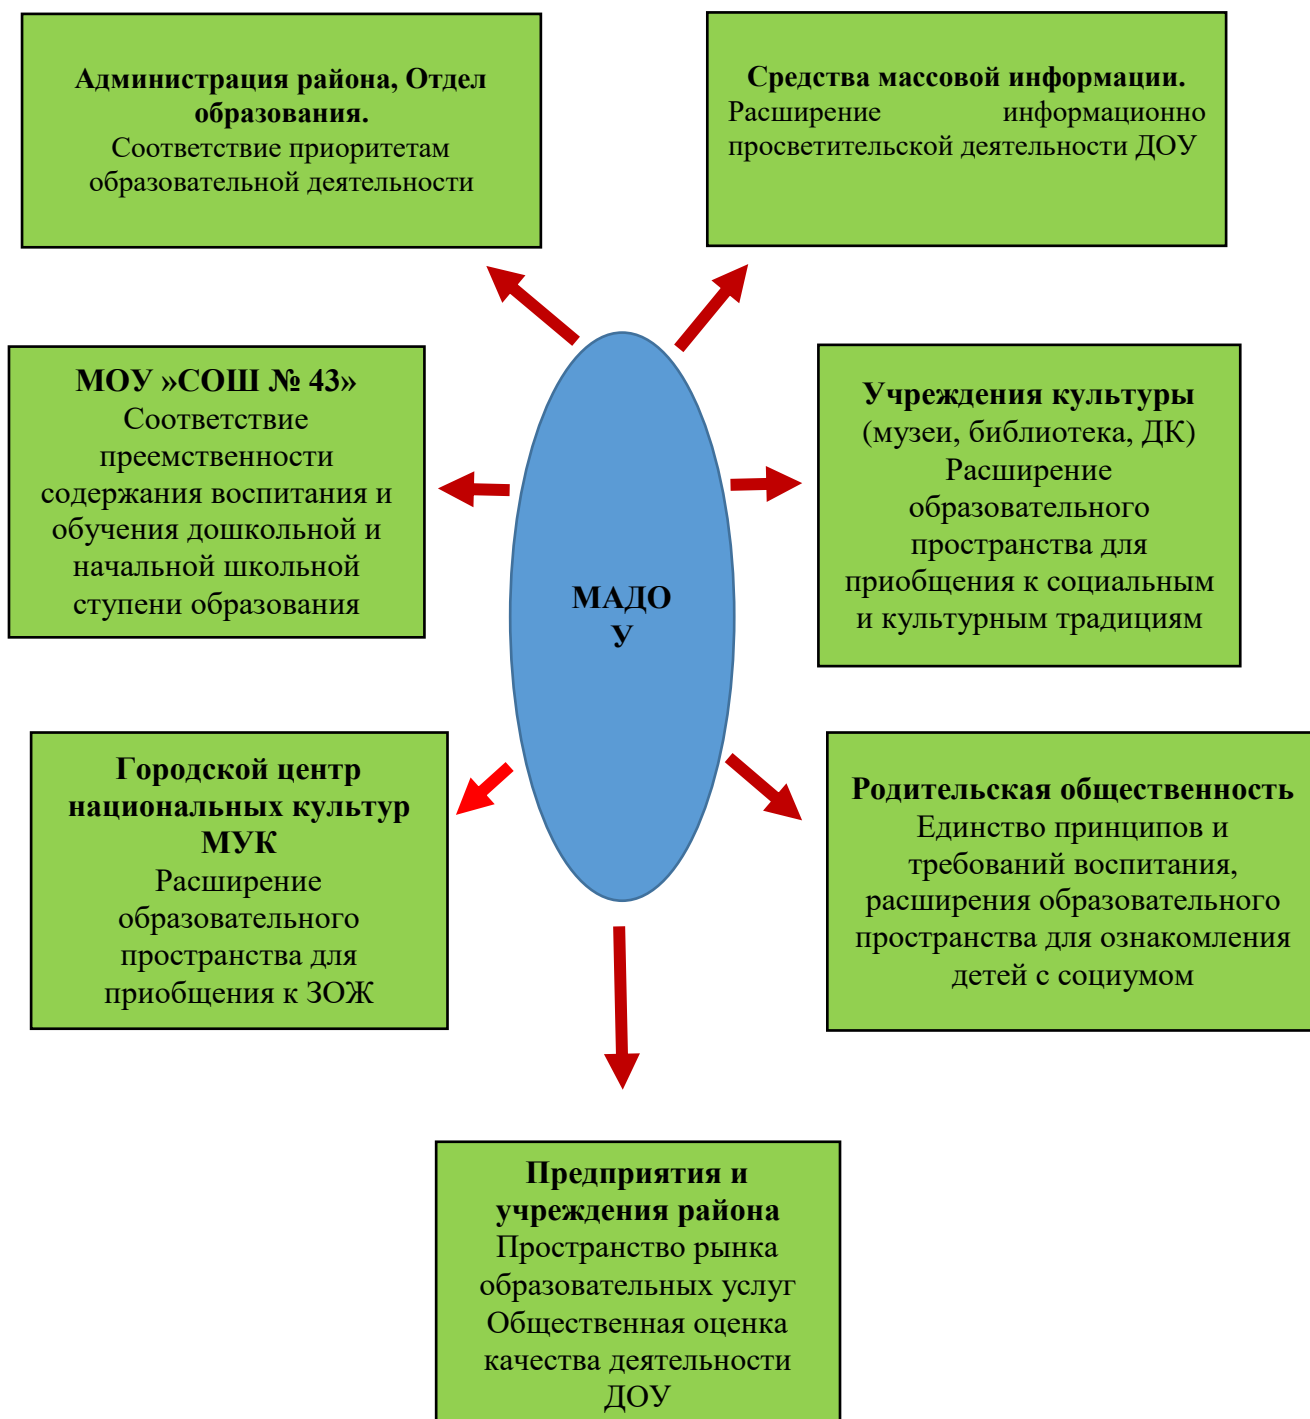 Администрация района, Отдел
образования.
Соответствие приоритетам
образовательной деятельности
Средства массовой информации.
Расширение информационно
просветительской деятельности ДОУ
МОУ »СОШ № 43»
Соответствие
преемственности
содержания воспитания и
обучения дошкольной и
начальной школьной
ступени образования
Учреждения культуры
(музеи, библиотека, ДК)
Расширение
образовательного
пространства для
приобщения к социальным
и культурным традициям
МАДО
У
Городской центр
национальных культур
МУК
Расширение
образовательного
пространства для
приобщения к ЗОЖ
Родительская общественность
Единство принципов и
требований воспитания,
расширения образовательного
пространства для ознакомления
детей с социумом
Предприятия и
учреждения района
Пространство рынка
образовательных услуг
Общественная оценка
качества деятельности
ДОУ